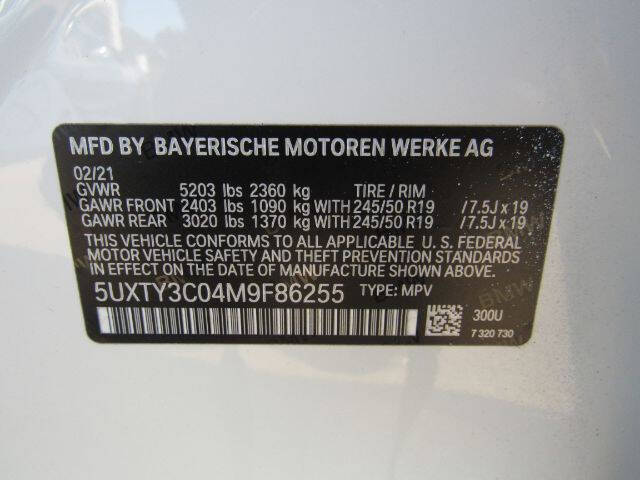 MFD BY BAYERISCHE MOTOREN WERKE AG
02/21
GVWR 5203 lbs 2360 kg TIRE / RIM
GAWR FRONT 2403 lbs 1090 kg WITH 245/50 R19 /7.5J x 19
GAWR REAR 3020 lbs 1370 kg WITH 245/50 R19 /7.5J x 19
THIS VEHICLE CONFORMS TO ALL APPLICABLE U. S. FEDERAL
MOTOR VEHICLE SAFETY AND THEFT PREVENTION STANDARDS IN
EFFECT ON THE DATE OF MANUFACTURE SHOWN ABOVE.
5UXTY3C04M9F86255 TYPE: MPV
300U
7 320 730